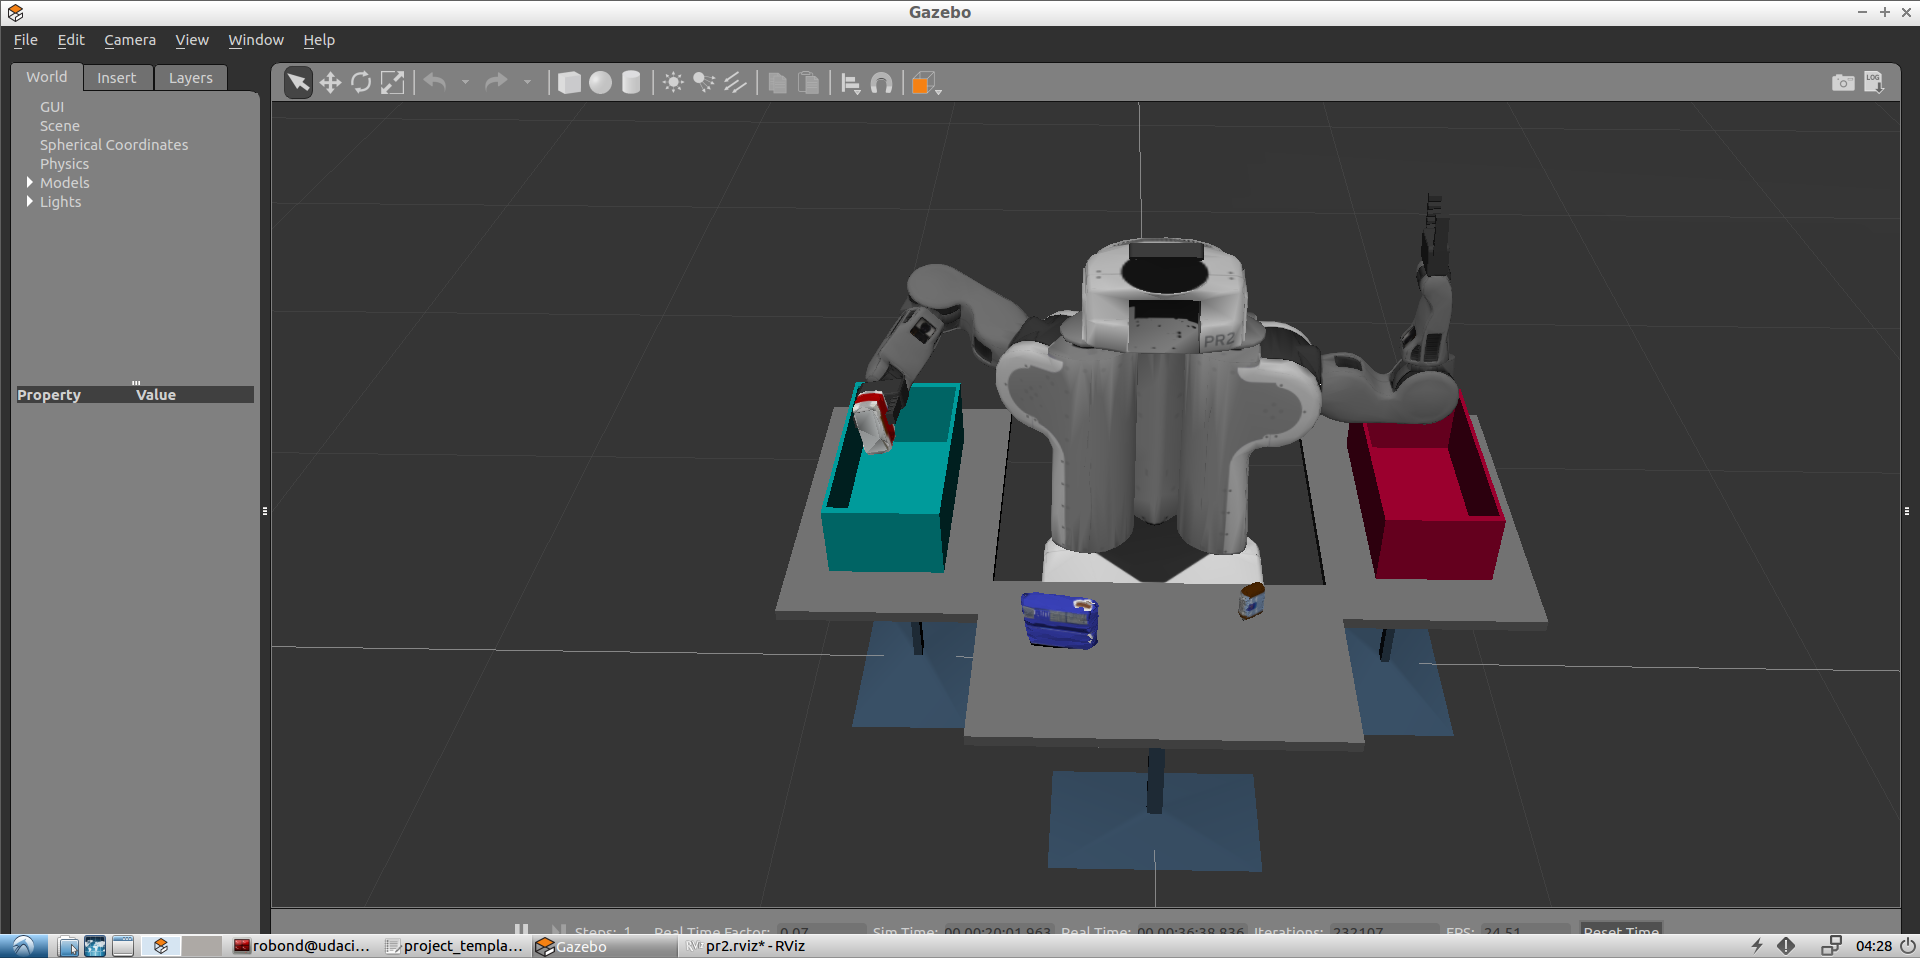 Gazebo
File Edit Camera View Window Help
World Insert Layers
LOG
GUI
Scene
Spherical Coordinates
Physics
Models
Lights
Property Value
PR2
Steps: 1 Real Time Factor: 0.07 Sim Time: 00 00:20:01.963 Real Time: 00 00:36:38.836 Iterations: 232107 FPS: 24.51 Reset Time
robond@udaci... project_templa... Gazebo pr2.rviz* - RViz 04:28